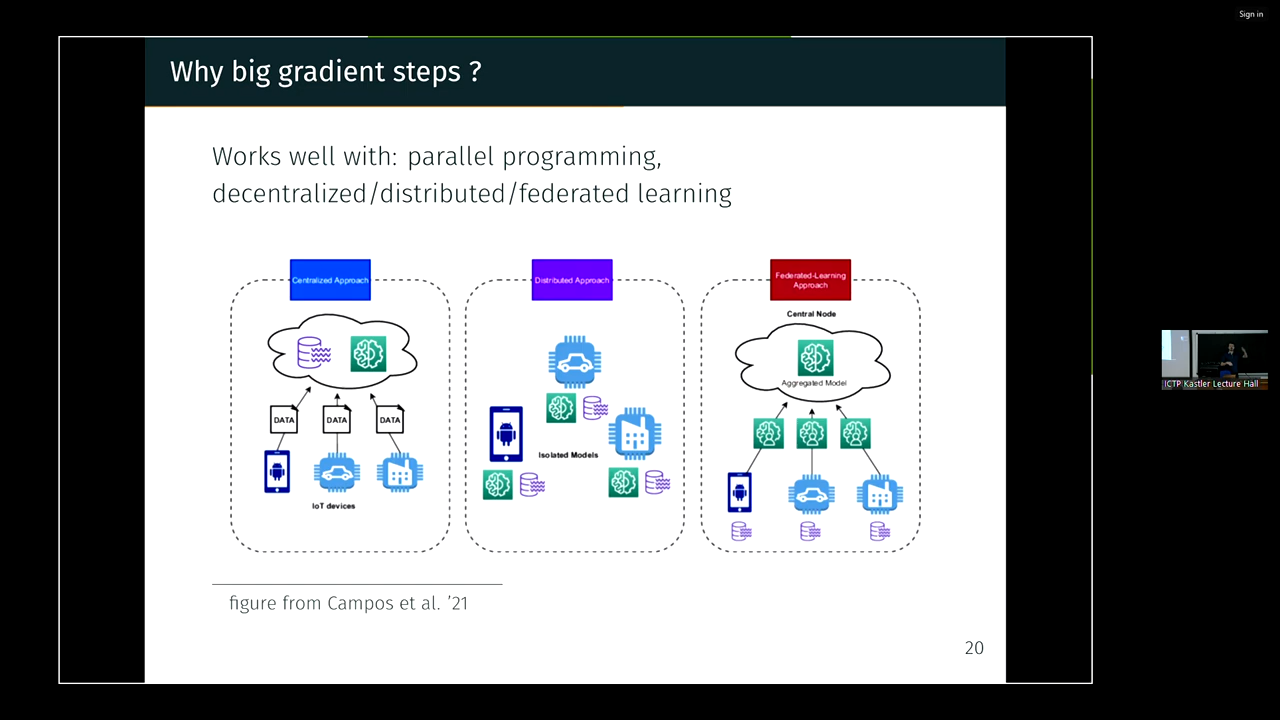 Sign in
Why big gradient steps ?
Works well with: parallel programming,
decentralized/distributed/federated learning
Centralized Approach
DATA
DATA
DATA
IoT devices
Distributed Approach
Isolated Models
Federated-Learning
Approach
Central Node
Aggregated Model
figure from Campos et al. '21
20
ICTP Kastler Lecture Hall